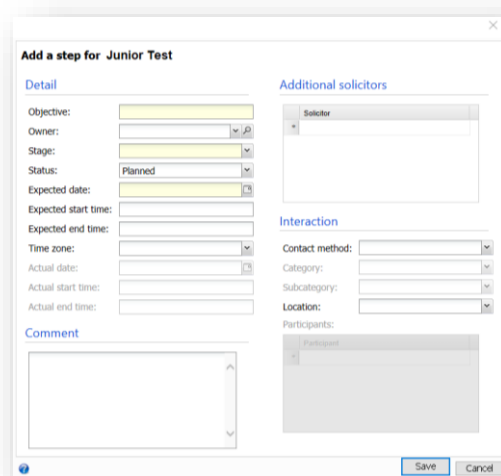 Add a step for Junior Test
Detail
Objective:
Owner:
Stage:
Status: Planned
Expected date:
Expected start time:
Expected end time:
Time zone:
Actual date:
Actual start time:
Actual end time:
Comment
Additional solicitors
Solicitor
Interaction
Contact method:
Category:
Subcategory:
Location:
Participants:
Participant
Save Cancel